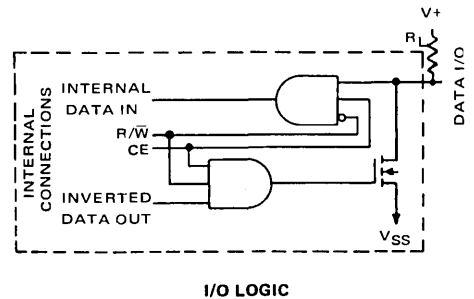 V+
R
DATA I/O
INTERNAL CONNECTIONS
INTERNAL
DATA IN
R/W̅
CE
INVERTED
DATA OUT
VSS
I/O LOGIC